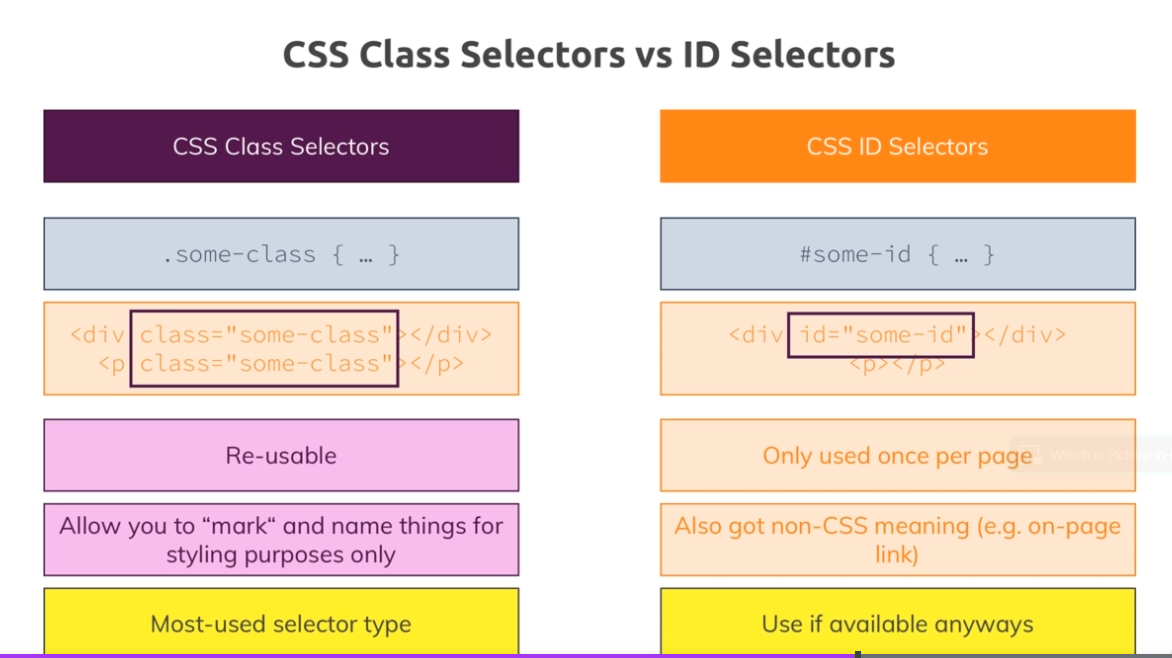 CSS Class Selectors vs ID Selectors
CSS Class Selectors
.some-class { … }
<div class="some-class"></div>
<p class="some-class"></p>
Re-usable
Allow you to “mark“ and name things for
styling purposes only
Most-used selector type
CSS ID Selectors
#some-id { … }
<div id="some-id"></div>
<p></p>
Only used once per page
Watch in Picture-in-
Also got non-CSS meaning (e.g. on-page
link)
Use if available anyways